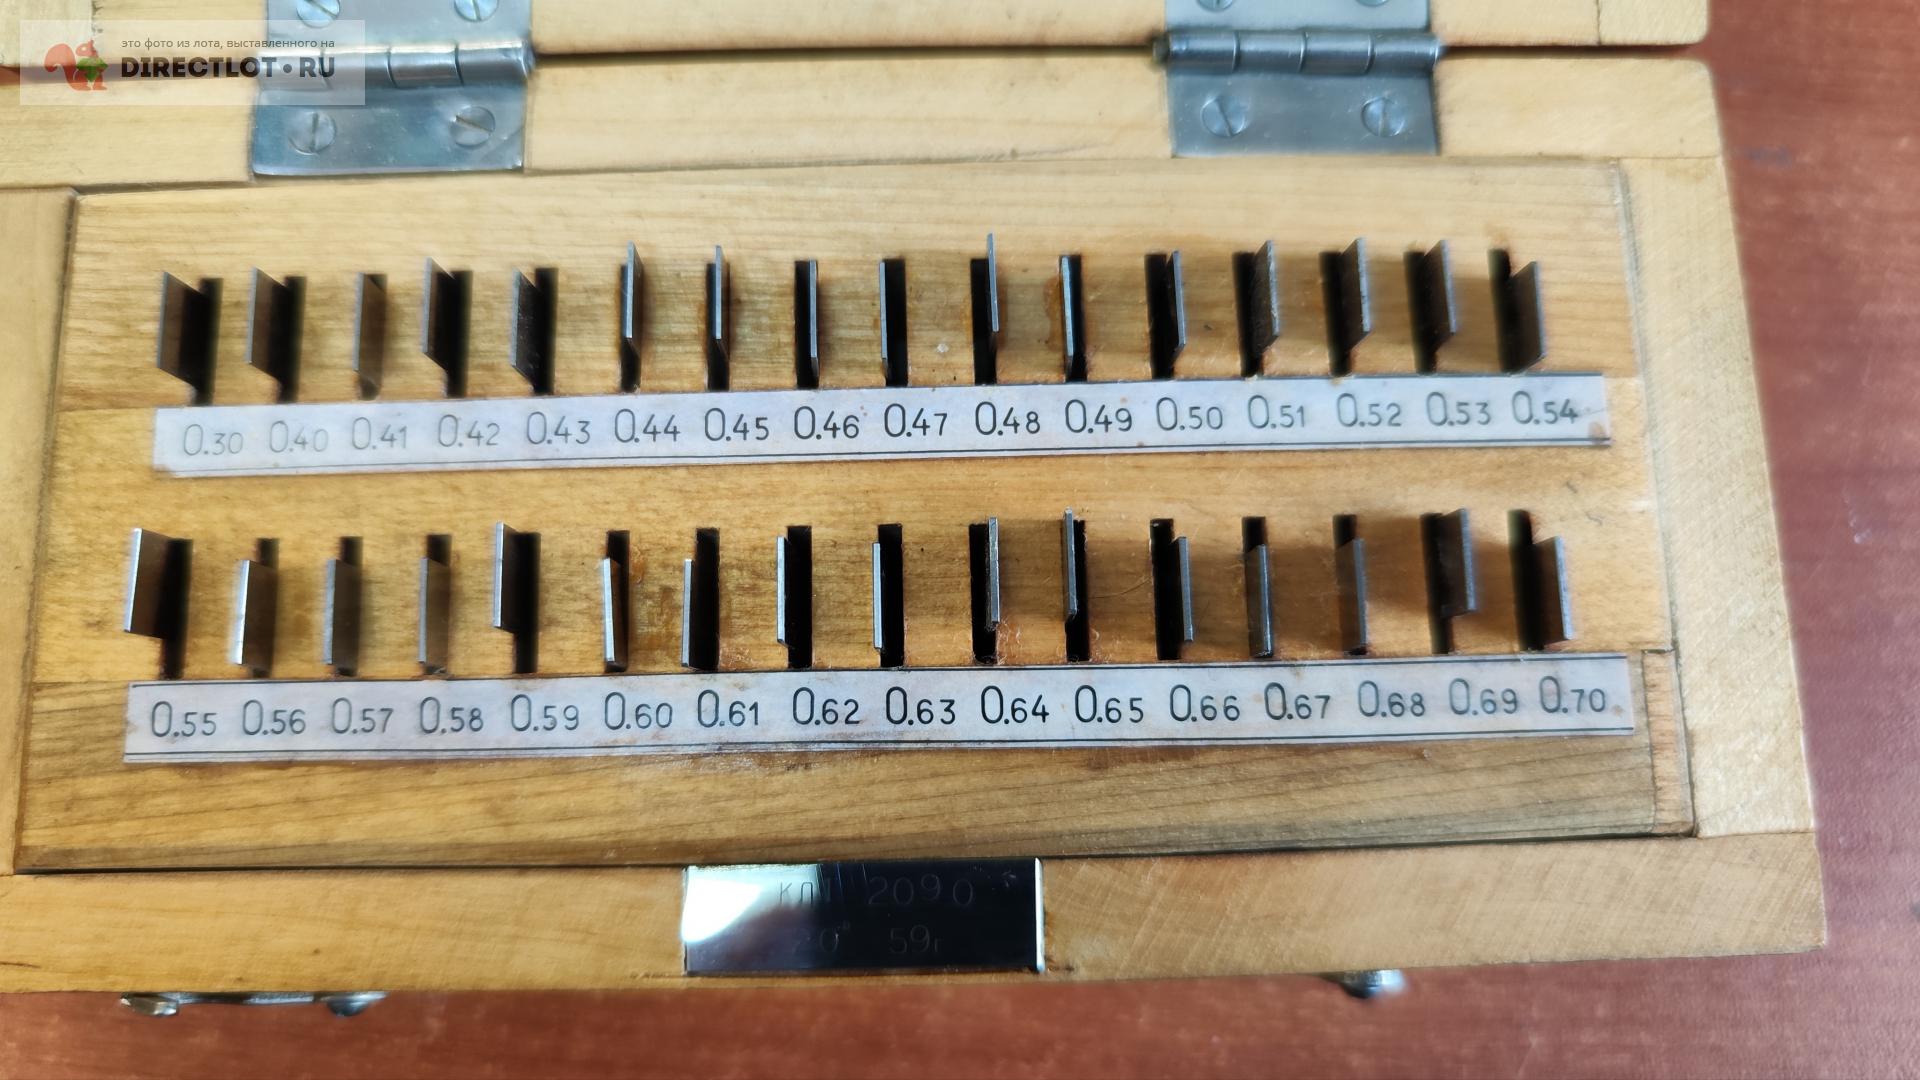 это фото из лота, выставленного на
DIRECTLOT•RU
0.30 0.40 0.41 0.42 0.43 0.44 0.45 0.46 0.47 0.48 0.49 0.50 0.51 0.52 0.53 0.54
0.55 0.56 0.57 0.58 0.59 0.60 0.61 0.62 0.63 0.64 0.65 0.66 0.67 0.68 0.69 0.70
2090
20° 59г